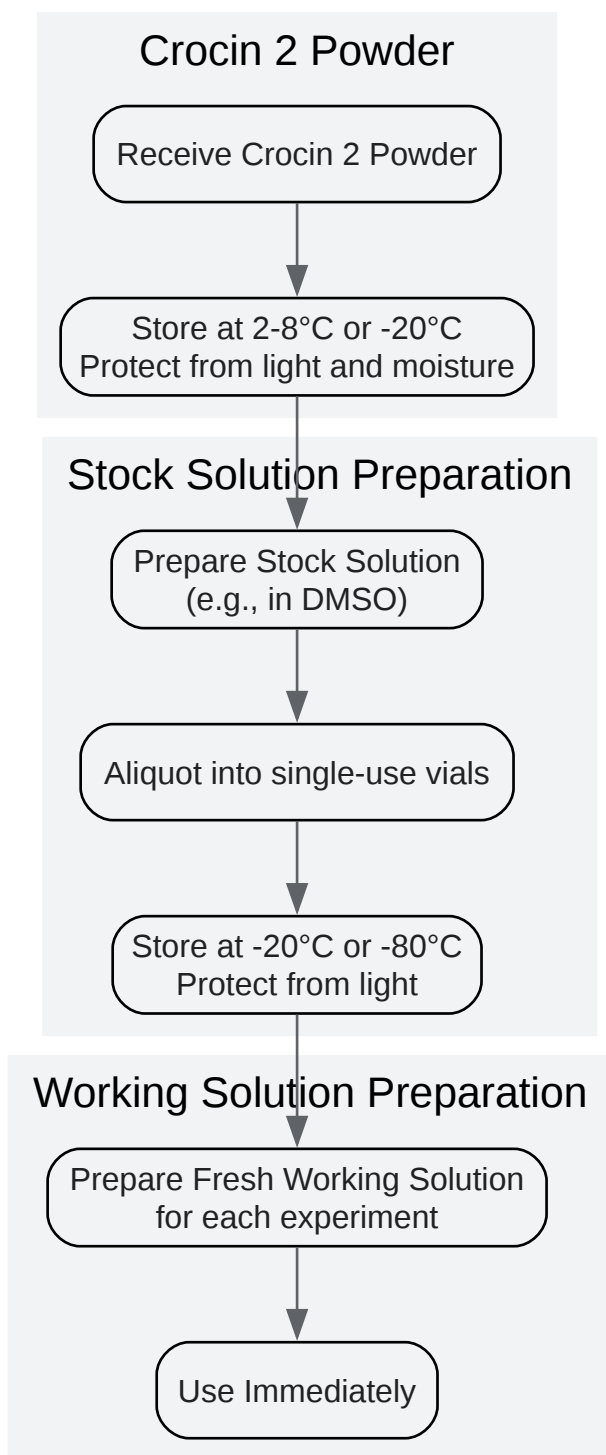 Crocin 2 Powder
Receive Crocin 2 Powder
Store at 2-8°C or -20°C
Protect from light and moisture
Stock Solution Preparation
Prepare Stock Solution
(e.g., in DMSO)
Aliquot into single-use vials
Store at -20°C or -80°C
Protect from light
Working Solution Preparation
Prepare Fresh Working Solution
for each experiment
Use Immediately